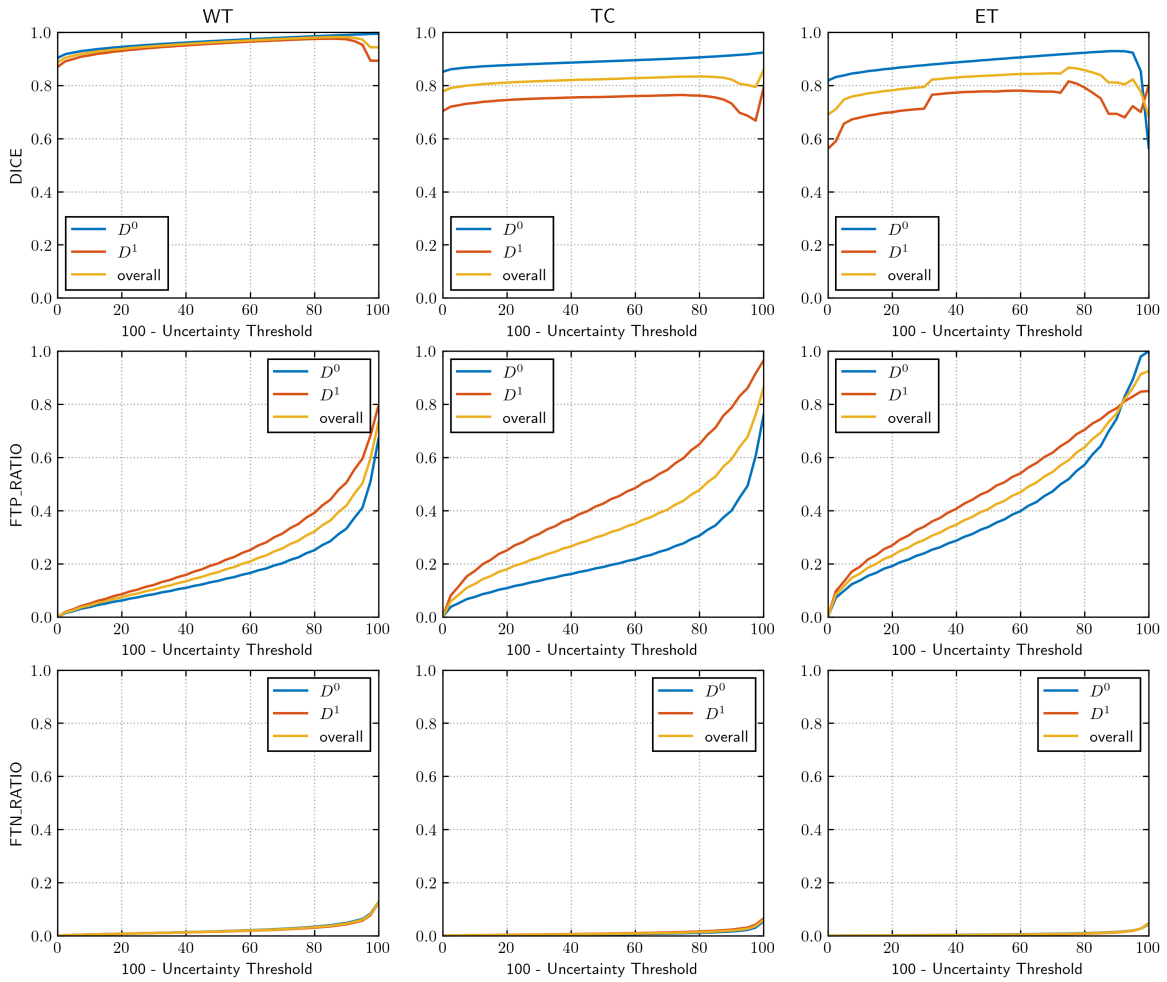 WT TC ET
DICE
1.0 1.0 1.0
0.8 0.8 0.8
0.6 0.6 0.6
0.4 0.4 0.4
0.2 0.2 0.2
0.0 0.0 0.0
D⁰ D⁰ D⁰
D¹ D¹ D¹
overall overall overall
0 20 40 60 80 100 0 20 40 60 80 100 0 20 40 60 80 100
100 - Uncertainty Threshold 100 - Uncertainty Threshold 100 - Uncertainty Threshold
FTP_RATIO
1.0 1.0 1.0
0.8 0.8 0.8
0.6 0.6 0.6
0.4 0.4 0.4
0.2 0.2 0.2
0.0 0.0 0.0
D⁰ D⁰ D⁰
D¹ D¹ D¹
overall overall overall
0 20 40 60 80 100 0 20 40 60 80 100 0 20 40 60 80 100
100 - Uncertainty Threshold 100 - Uncertainty Threshold 100 - Uncertainty Threshold
FTN_RATIO
1.0 1.0 1.0
0.8 0.8 0.8
0.6 0.6 0.6
0.4 0.4 0.4
0.2 0.2 0.2
0.0 0.0 0.0
D⁰ D⁰ D⁰
D¹ D¹ D¹
overall overall overall
0 20 40 60 80 100 0 20 40 60 80 100 0 20 40 60 80 100
100 - Uncertainty Threshold 100 - Uncertainty Threshold 100 - Uncertainty Threshold